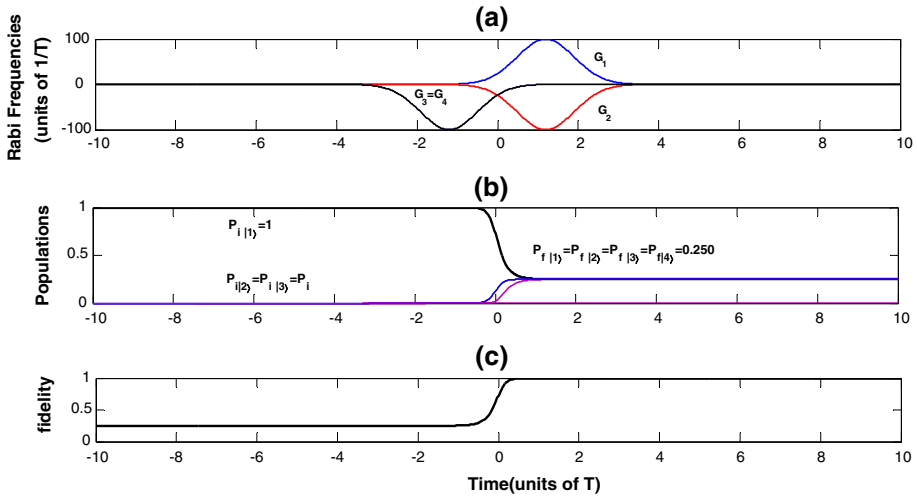 (a)
Rabi Frequencies
(units of 1/T)
100
0
-100
G1
G3=G4
G2
-10 -8 -6 -4 -2 0 2 4 6 8 10
(b)
Populations
1
0.5
0
Pi |1⟩=1
Pf |1⟩=Pf |2⟩=Pf |3⟩=Pf|4⟩=0.250
Pi|2⟩=Pi |3⟩=Pi
-10 -8 -6 -4 -2 0 2 4 6 8 10
(c)
fidelity
1
0.5
0
-10 -8 -6 -4 -2 0 2 4 6 8 10
Time(units of T)